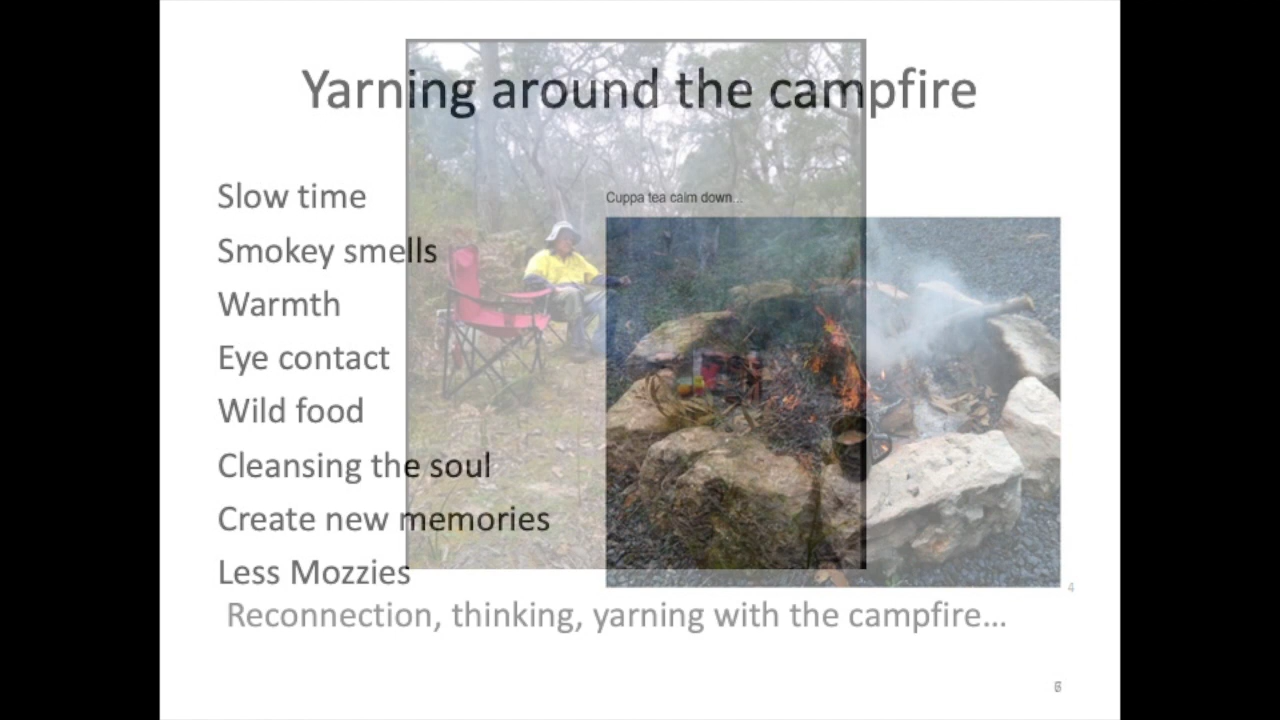 Yarning around the campfire
Slow time
Cuppa tea calm down...
Smokey smells
Warmth
Eye contact
Wild food
Cleansing the soul
Create new memories
Less Mozzies
4
Reconnection, thinking, yarning with the campfire...